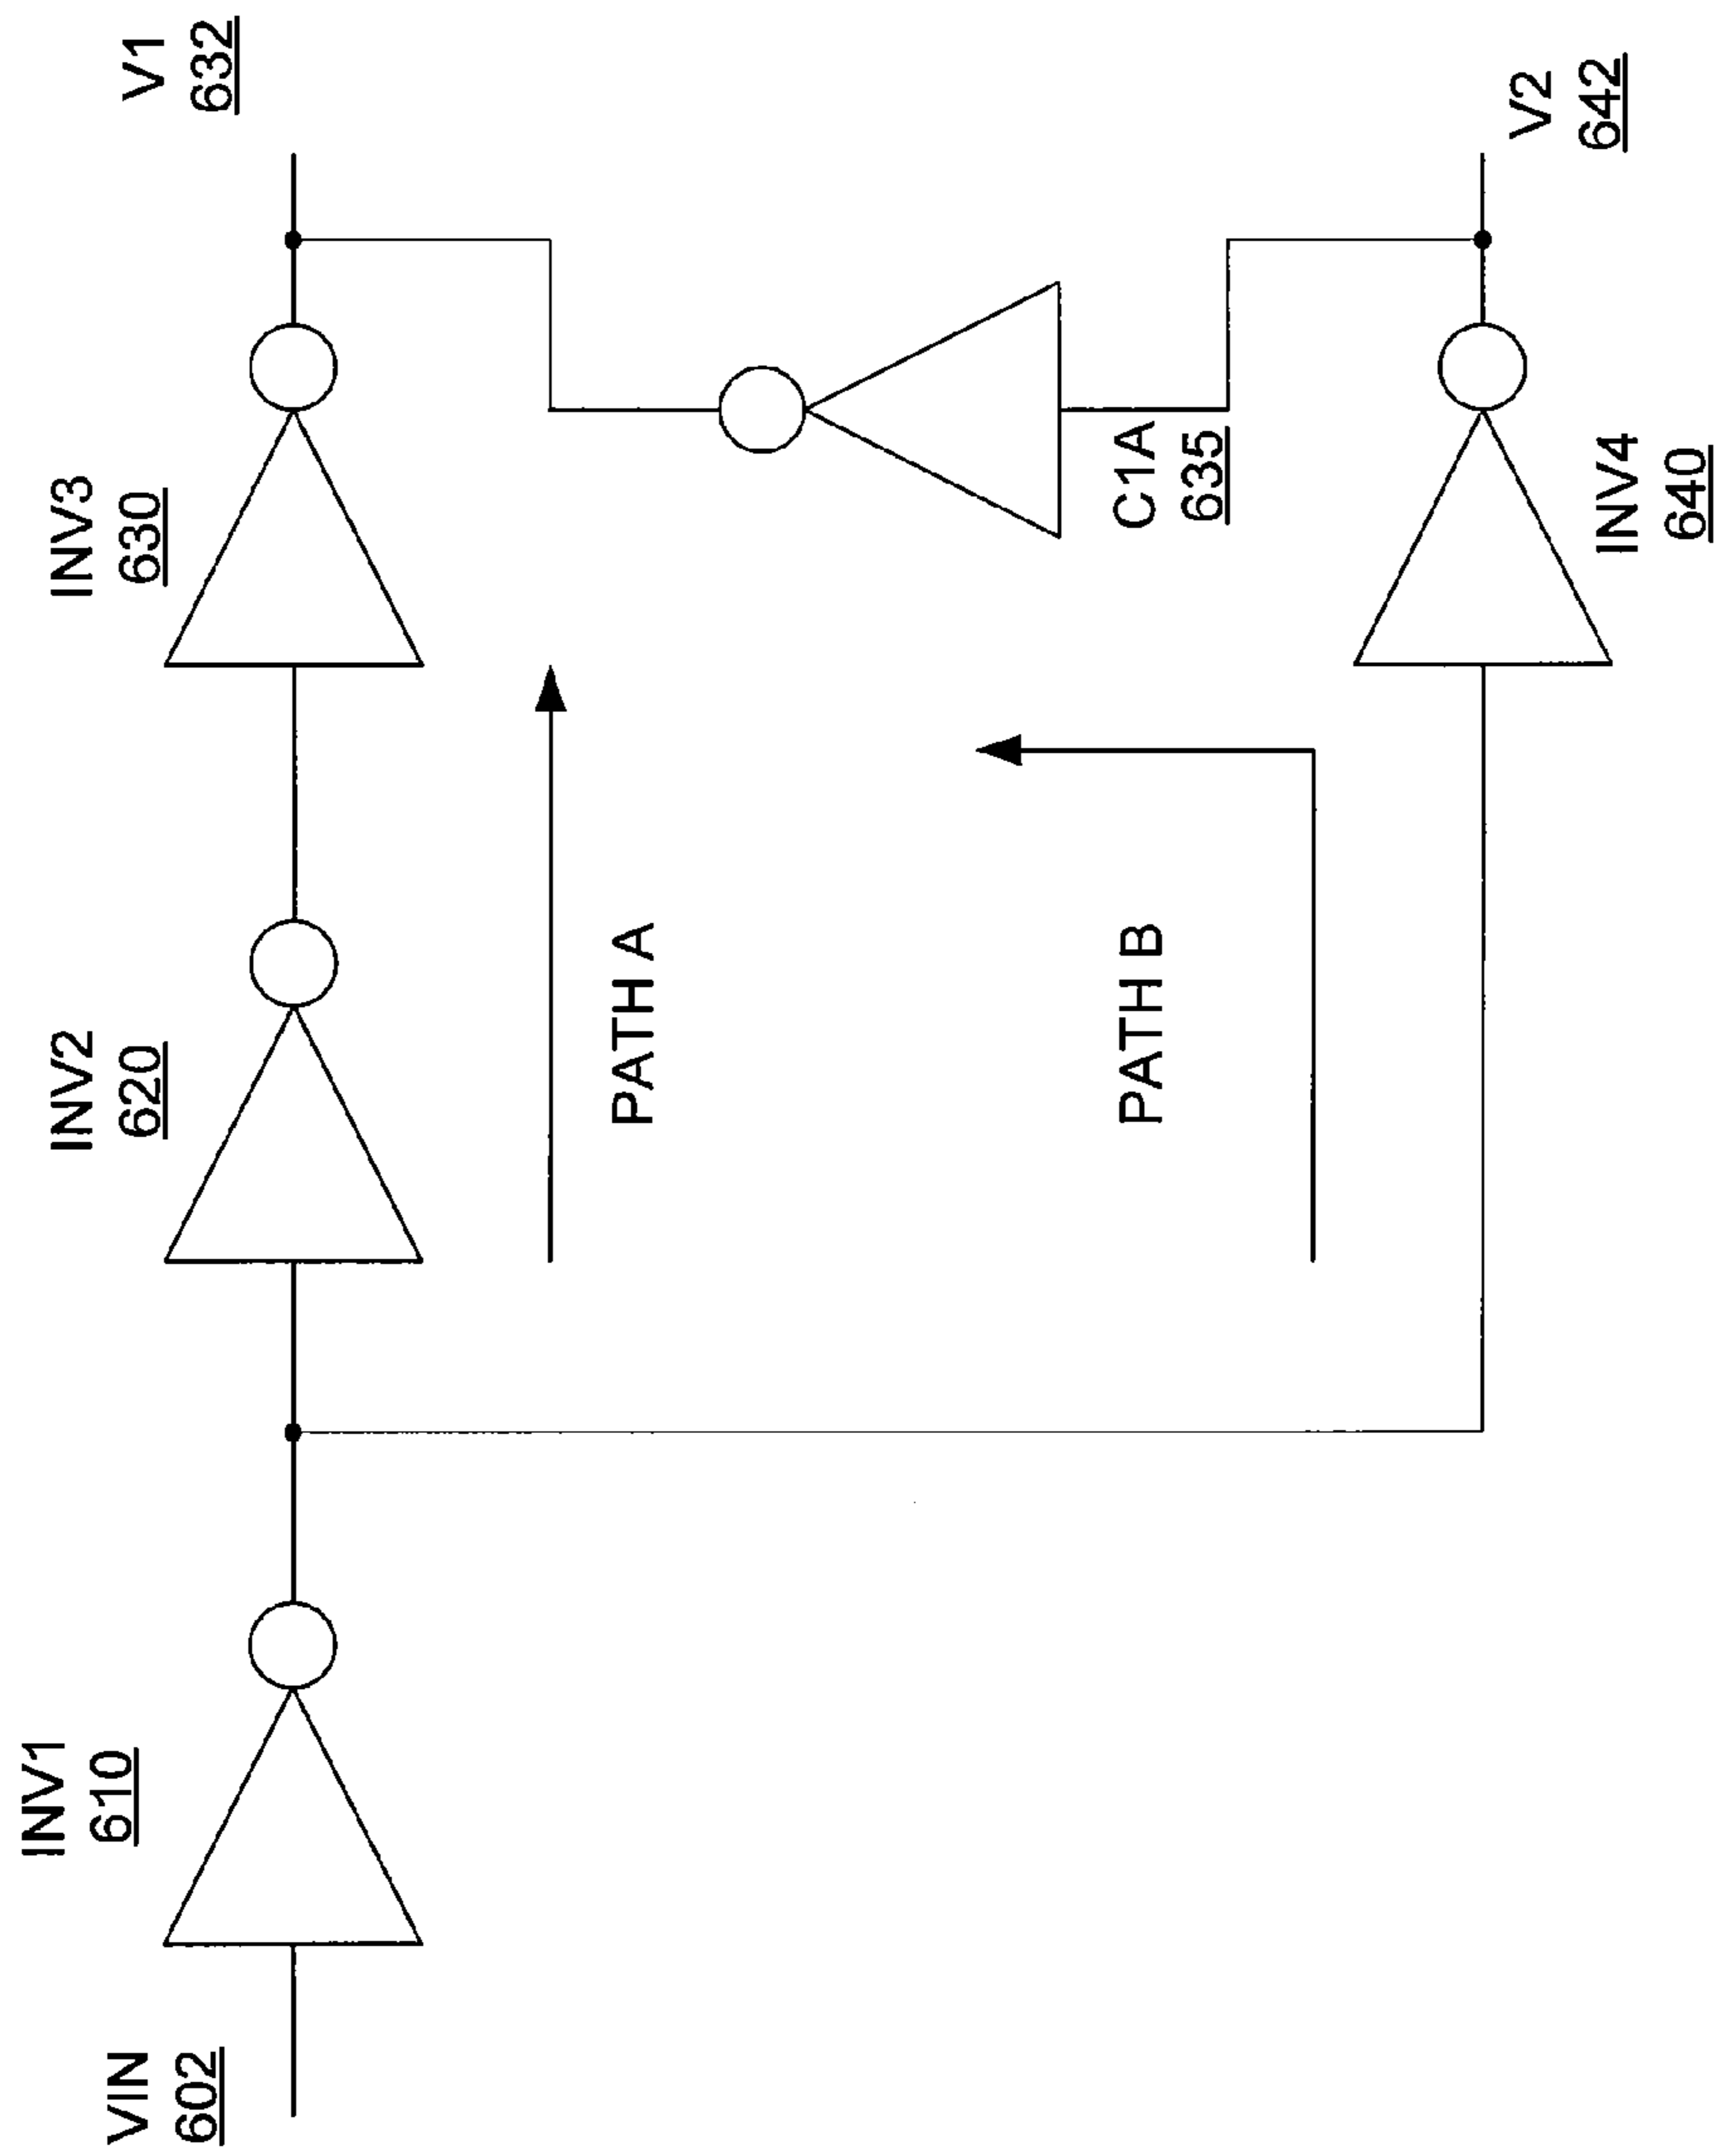 VIN
602
INV1
610
INV2
620
INV3
630
V1
632
PATH A
PATH B
C1A
635
INV4
640
V2
642